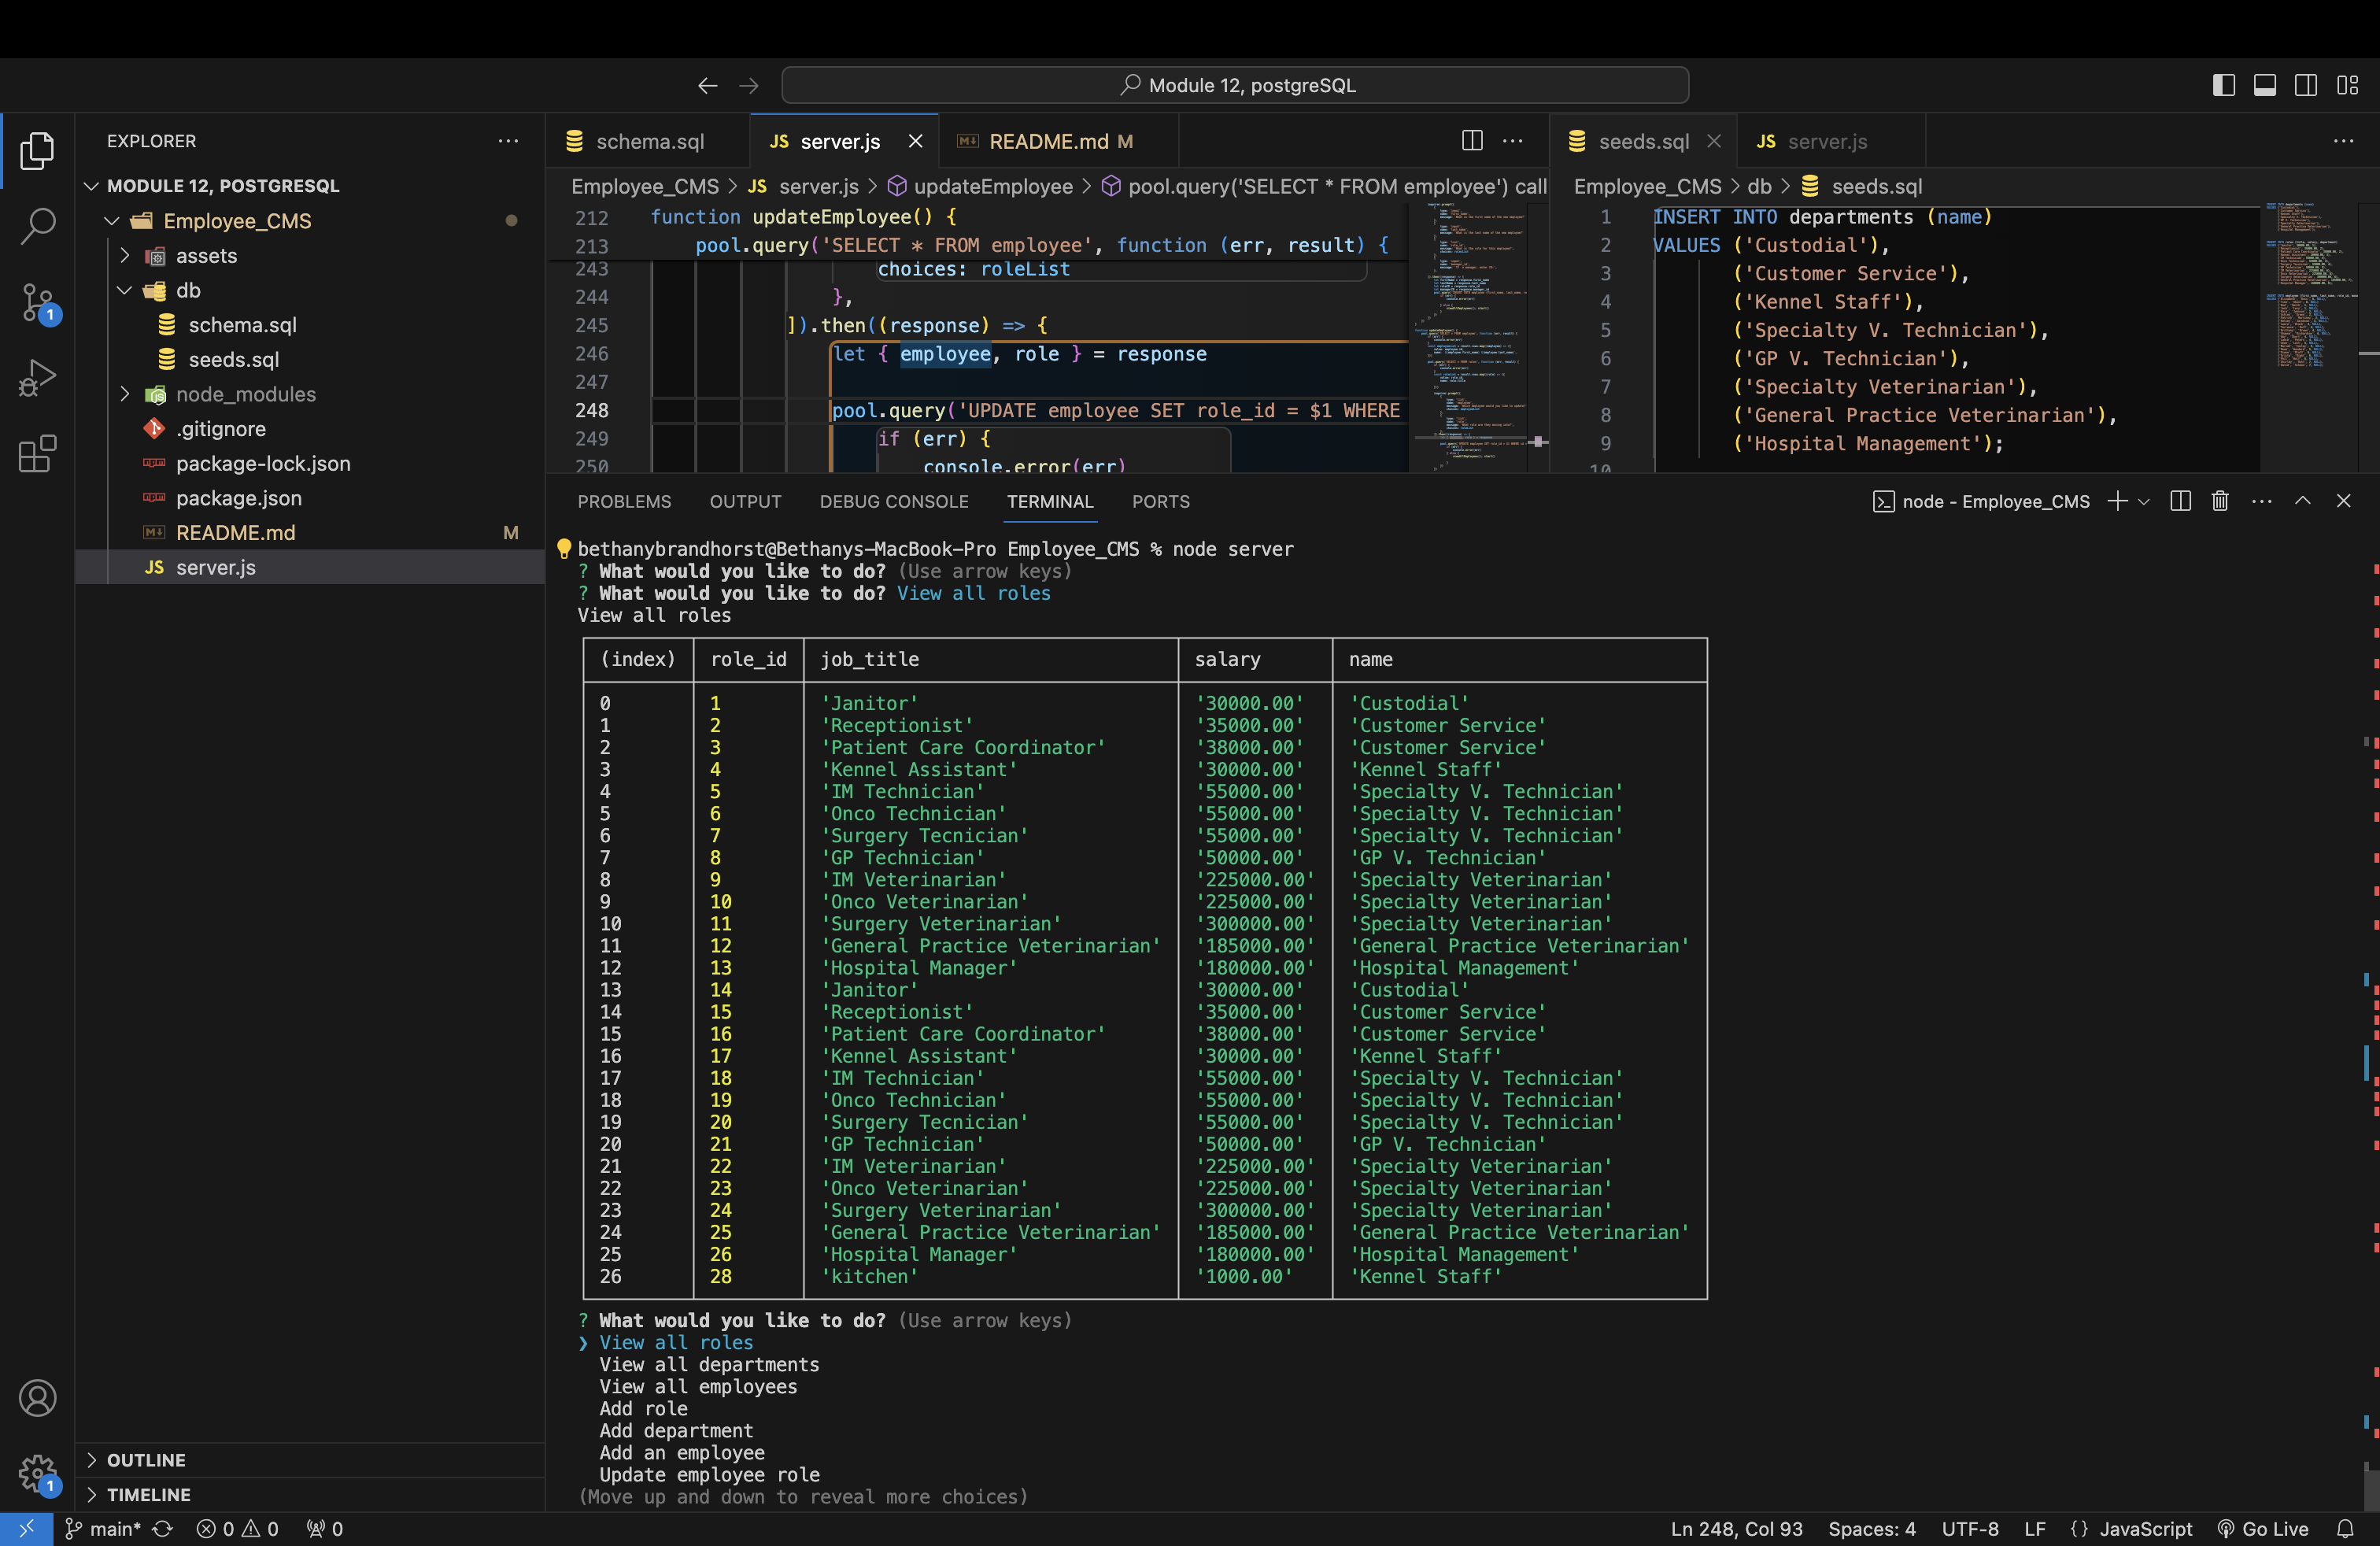 Module 12, postgreSQL
EXPLORER
MODULE 12, POSTGRESQL
Employee_CMS
assets
db
schema.sql
seeds.sql
node_modules
.gitignore
package-lock.json
package.json
README.md M
JS server.js
OUTLINE
TIMELINE
schema.sql
JS server.js
README.md M
Employee_CMS > JS server.js > updateEmployee > pool.query('SELECT * FROM employee') call
212 function updateEmployee() {
213 pool.query('SELECT * FROM employee', function (err, result) {
243 choices: roleList
244 },
245 ]).then((response) => {
246 let { employee, role } = response
247
248 pool.query('UPDATE employee SET role_id = $1 WHERE
249 if (err) {
250 console.error(err)
seeds.sql
JS server.js
Employee_CMS > db > seeds.sql
1 INSERT INTO departments (name)
2 VALUES ('Custodial'),
3 ('Customer Service'),
4 ('Kennel Staff'),
5 ('Specialty V. Technician'),
6 ('GP V. Technician'),
7 ('Specialty Veterinarian'),
8 ('General Practice Veterinarian'),
9 ('Hospital Management');
10
PROBLEMS OUTPUT DEBUG CONSOLE TERMINAL PORTS
node - Employee_CMS
bethanybrandhorst@Bethanys-MacBook-Pro Employee_CMS % node server
? What would you like to do? (Use arrow keys)
? What would you like to do? View all roles
View all roles
(index) role_id job_title salary name
0 1 'Janitor' '30000.00' 'Custodial'
1 2 'Receptionist' '35000.00' 'Customer Service'
2 3 'Patient Care Coordinator' '38000.00' 'Customer Service'
3 4 'Kennel Assistant' '30000.00' 'Kennel Staff'
4 5 'IM Technician' '55000.00' 'Specialty V. Technician'
5 6 'Onco Technician' '55000.00' 'Specialty V. Technician'
6 7 'Surgery Tecnician' '55000.00' 'Specialty V. Technician'
7 8 'GP Technician' '50000.00' 'GP V. Technician'
8 9 'IM Veterinarian' '225000.00' 'Specialty Veterinarian'
9 10 'Onco Veterinarian' '225000.00' 'Specialty Veterinarian'
10 11 'Surgery Veterinarian' '300000.00' 'Specialty Veterinarian'
11 12 'General Practice Veterinarian' '185000.00' 'General Practice Veterinarian'
12 13 'Hospital Manager' '180000.00' 'Hospital Management'
13 14 'Janitor' '30000.00' 'Custodial'
14 15 'Receptionist' '35000.00' 'Customer Service'
15 16 'Patient Care Coordinator' '38000.00' 'Customer Service'
16 17 'Kennel Assistant' '30000.00' 'Kennel Staff'
17 18 'IM Technician' '55000.00' 'Specialty V. Technician'
18 19 'Onco Technician' '55000.00' 'Specialty V. Technician'
19 20 'Surgery Tecnician' '55000.00' 'Specialty V. Technician'
20 21 'GP Technician' '50000.00' 'GP V. Technician'
21 22 'IM Veterinarian' '225000.00' 'Specialty Veterinarian'
22 23 'Onco Veterinarian' '225000.00' 'Specialty Veterinarian'
23 24 'Surgery Veterinarian' '300000.00' 'Specialty Veterinarian'
24 25 'General Practice Veterinarian' '185000.00' 'General Practice Veterinarian'
25 26 'Hospital Manager' '180000.00' 'Hospital Management'
26 28 'kitchen' '1000.00' 'Kennel Staff'
? What would you like to do? (Use arrow keys)
❯ View all roles
View all departments
View all employees
Add role
Add department
Add an employee
Update employee role
(Move up and down to reveal more choices)
1
1
main* 0 0 0
Ln 248, Col 93 Spaces: 4 UTF-8 LF {} JavaScript Go Live